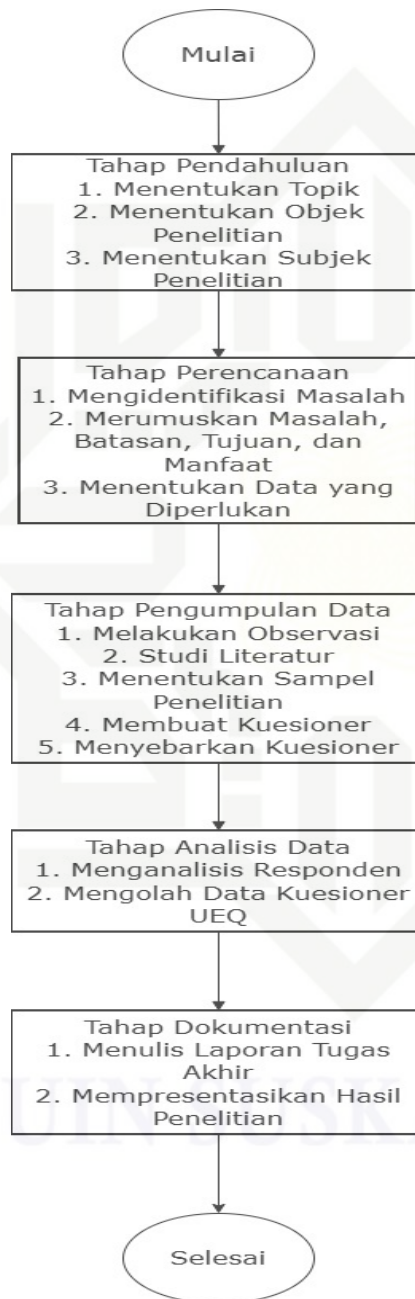 Mulai
Tahap Pendahuluan
1. Menentukan Topik
2. Menentukan Objek
Penelitian
3. Menentukan Subjek
Penelitian
Tahap Perencanaan
1. Mengidentifikasi Masalah
2. Merumuskan Masalah,
Batasan, Tujuan, dan
Manfaat
3. Menentukan Data yang
Diperlukan
Tahap Pengumpulan Data
1. Melakukan Observasi
2. Studi Literatur
3. Menentukan Sampel
Penelitian
4. Membuat Kuesioner
5. Menyebarkan Kuesioner
Tahap Analisis Data
1. Menganalisis Responden
2. Mengolah Data Kuesioner
UEQ
Tahap Dokumentasi
1. Menulis Laporan Tugas
Akhir
2. Mempresentasikan Hasil
Penelitian
UIN SUSK
Selesai